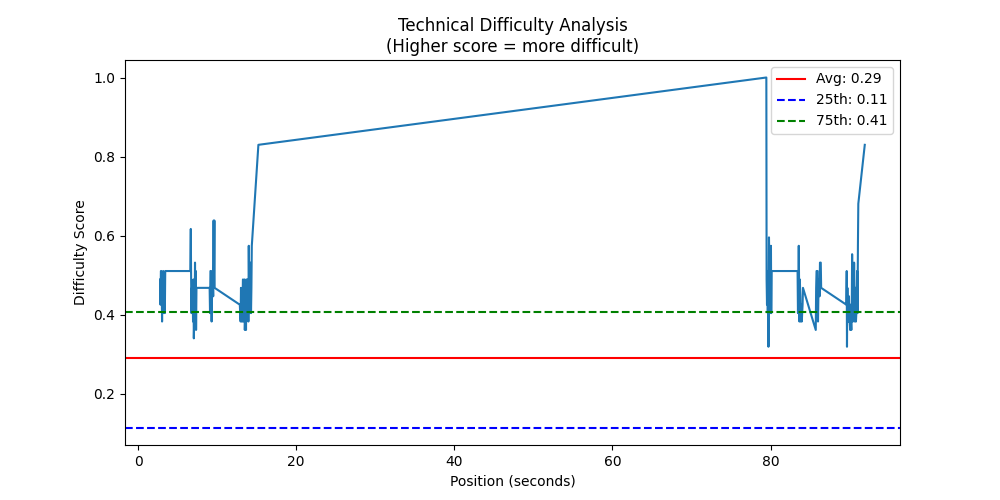 Technical Difficulty Analysis
(Higher score = more difficult)
Avg: 0.29
25th: 0.11
75th: 0.41
Difficulty Score
1.0
0.8
0.6
0.4
0.2
0
20
40
60
80
Position (seconds)